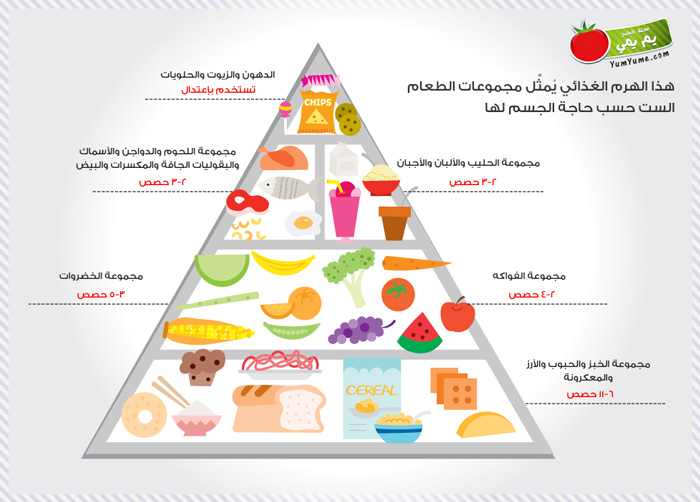 مجلة الطبخ
يم يمي
YumYume.com
هذا الهرم الغذائي يُمثِّل مجموعات الطعام
الست حسب حاجة الجسم لها
الدهون والزيوت والحلويات
تستخدم بإعتدال
CHIPS
مجموعة اللحوم والدواجن والأسماك
والبقوليات الجافة والمكسرات والبيض
٢-٣ حصص
مجموعة الحليب والألبان والأجبان
٢-٣ حصص
مجموعة الخضروات
٣-٥ حصص
مجموعة الفواكه
٢-٤ حصص
مجموعة الخبز والحبوب والأرز
والمعكرونة
٦-١١ حصص
CEREAL